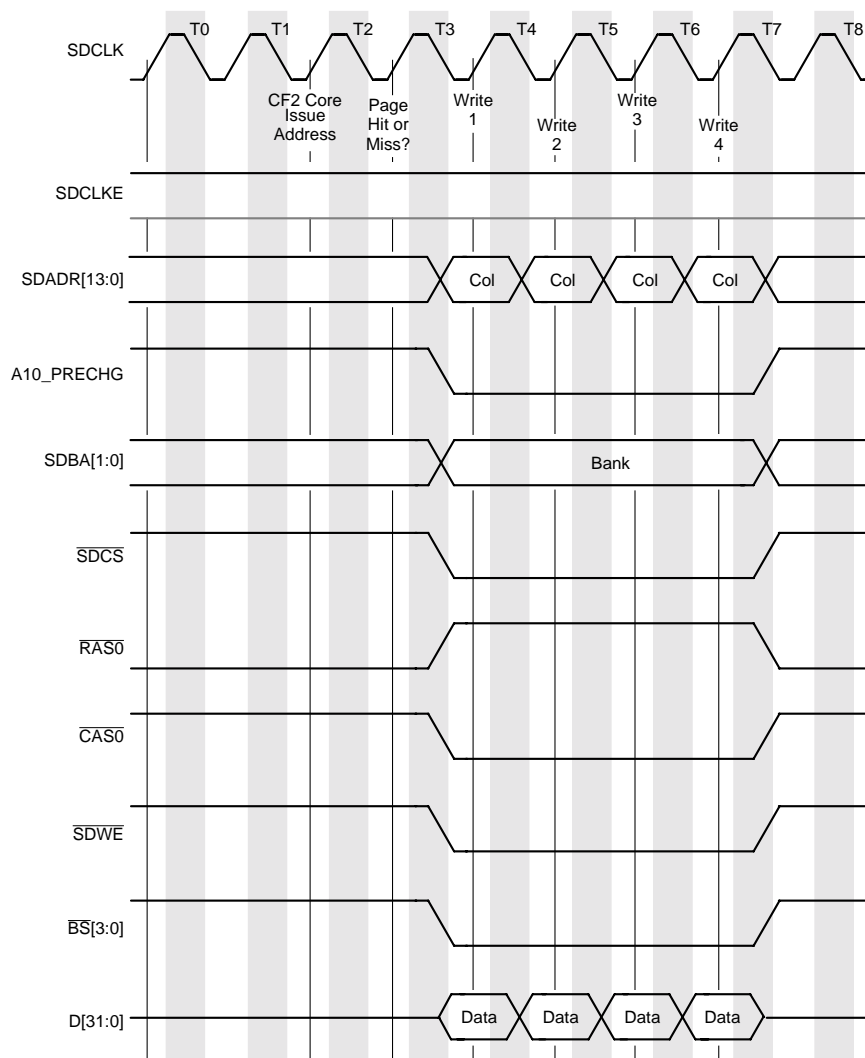 T0 T1 T2 T3 T4 T5 T6 T7 T8
SDCLK
CF2 Core
Issue
Address
Page
Hit or
Miss?
Write
1
Write
2
Write
3
Write
4
SDCLKE
SDADR[13:0] Col Col Col Col
A10_PRECHG
SDBA[1:0] Bank
SDCS
RAS0
CAS0
SDWE
BS[3:0]
D[31:0] Data Data Data Data